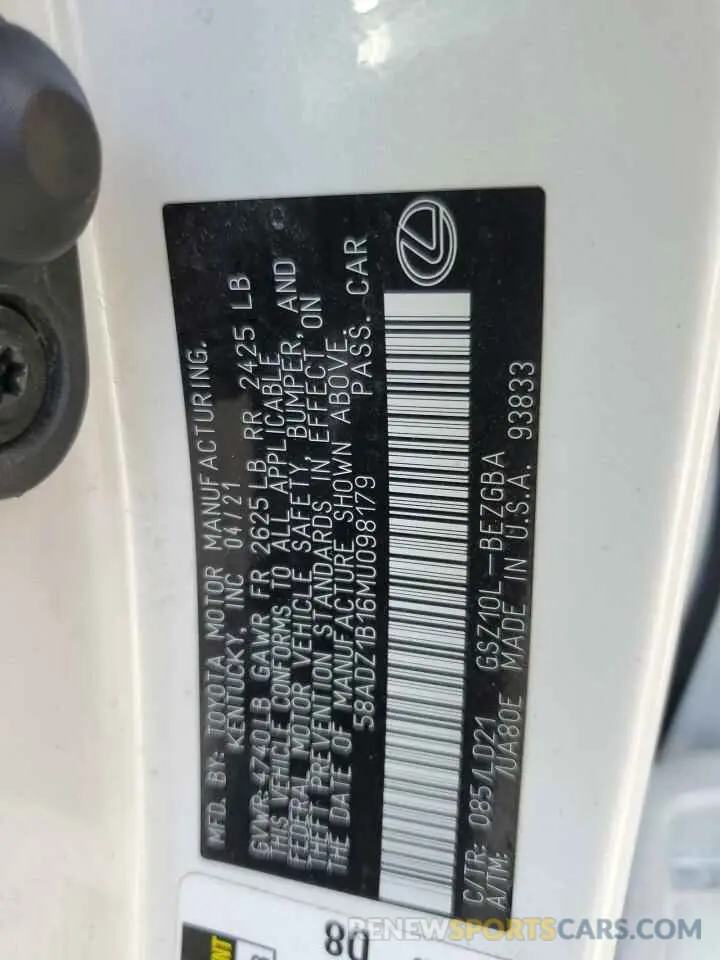 MFD. BY: TOYOTA MOTOR MANUFACTURING.
KENTUCKY, INC 04/21
GVWR 4740LB GAWR FR 2625LB RR 2425 LB
THIS VEHICLE CONFORMS TO ALL APPLICABLE
FEDERAL MOTOR VEHICLE SAFETY, BUMPER, AND
THEFT PREVENTION STANDARDS IN EFFECT ON
THE DATE OF MANUFACTURE SHOWN ABOVE.
58ADZ1B16MU098179 PASS. CAR
C/TR: 085/LD21 GSZ10L-BEZGBA
A/TM: /UA80E MADE IN U.S.A. 93833
D8
RENEWSPORTSCARS.COM